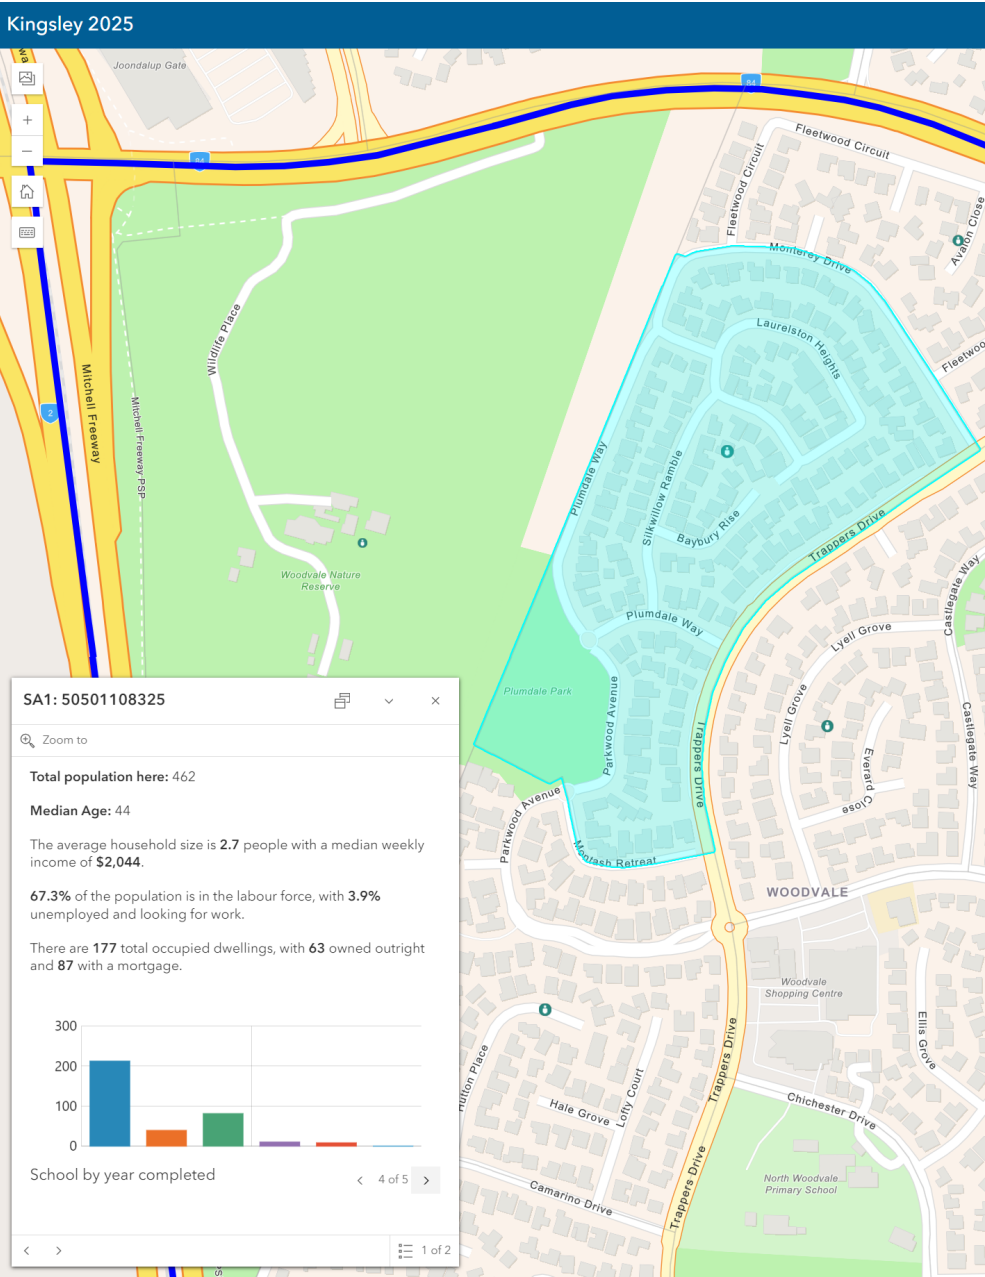 Kingsley 2025
Joondalup Gate
84
84
Fleetwood Circuit
Fleetwood Circuit
Avalon Close
Monterey Drive
Wildlife Place
Laurelston Heights
Mitchell Freeway
Mitchell Freeway PSP
2
Plumdale Way
Silkwillow Ramble
Baybury Rise
Trappers Drive
Woodvale Nature
Reserve
Castlegate Way
Plumdale Way
Lyell Grove
Plumdale Park
Parkwood Avenue
Lyell Grove
Trappers Drive
Everard
Close
Castlegate Way
Parkwood Avenue
Montash Retreat
WOODVALE
Woodvale
Shopping Centre
Ellis Grove
Hutton Place
Hale Grove
Lofty Court
Trappers Drive
Chichester Drive
Camarino Drive
Trappers Drive
North Woodvale
Primary School
SA1: 50501108325
Zoom to
Total population here: 462
Median Age: 44
The average household size is 2.7 people with a median weekly
income of $2,044.
67.3% of the population is in the labour force, with 3.9%
unemployed and looking for work.
There are 177 total occupied dwellings, with 63 owned outright
and 87 with a mortgage.
300
200
100
0
School by year completed
4 of 5
1 of 2